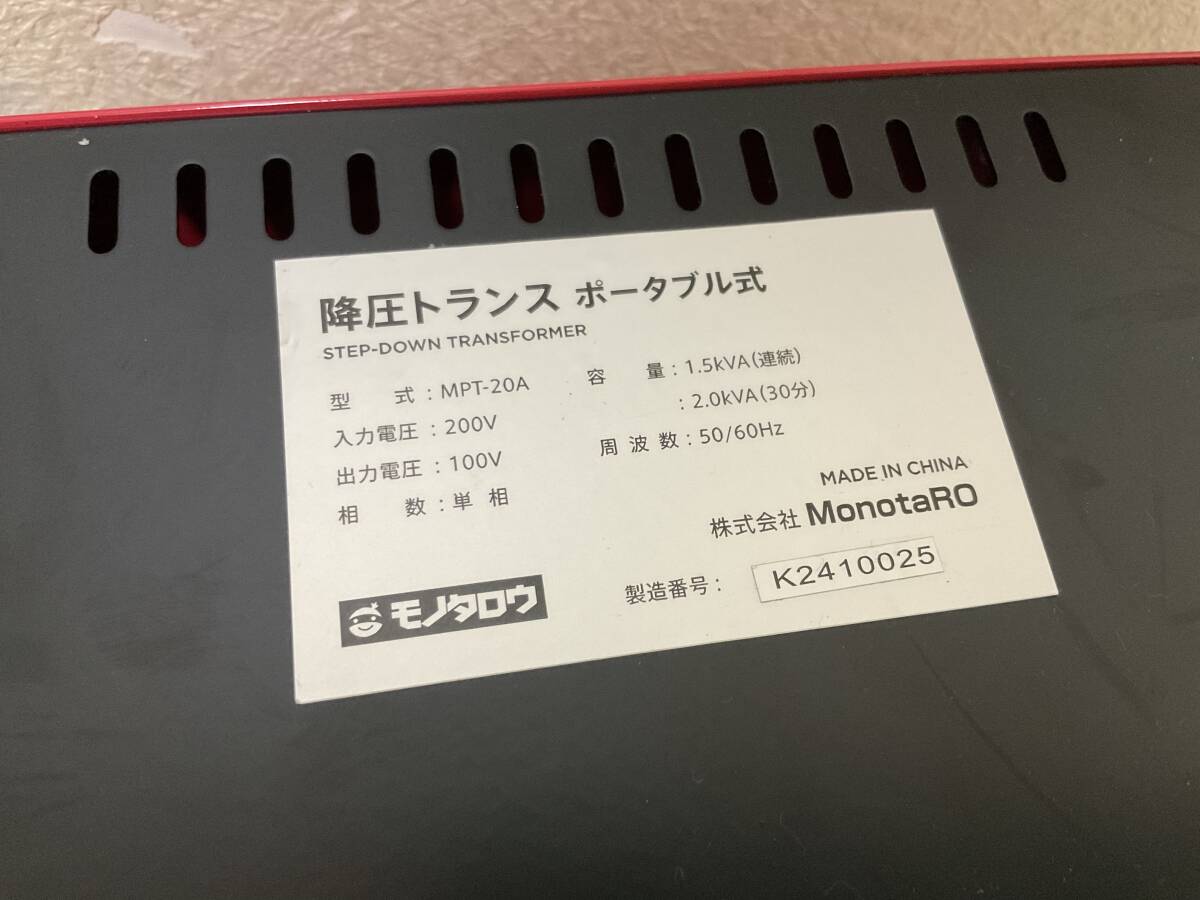 降圧トランス ポータブル式
STEP-DOWN TRANSFORMER
型 式 : MPT-20A
入力電圧 : 200V
出力電圧 : 100V
相 数 : 単 相
容 量 : 1.5kVA(連続)
: 2.0kVA(30分)
周 波 数 : 50/60Hz
MADE IN CHINA
株式会社 MonotaRO
モノタロウ
製造番号 : K2410025